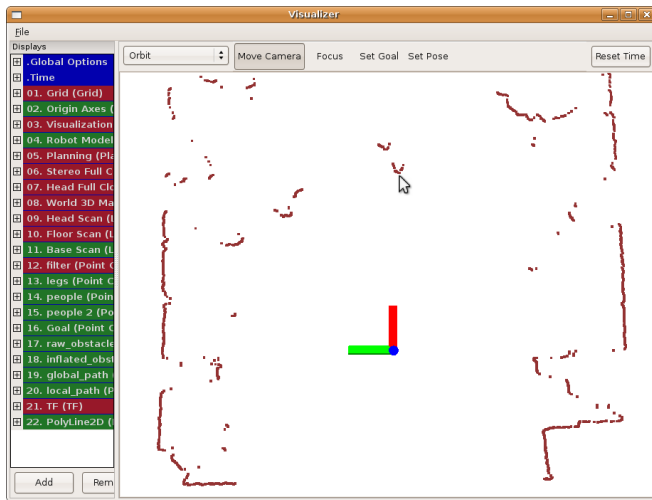 Visualizer
File
Displays
Orbit
Move Camera
Focus
Set Goal
Set Pose
Reset Time
.Global Options
.Time
01. Grid (Grid)
02. Origin Axes (
03. Visualization
04. Robot Model
05. Planning (Pla
06. Stereo Full C
07. Head Full Clo
08. World 3D Ma
09. Head Scan (L
10. Floor Scan (L
11. Base Scan (L
12. filter (Point C
13. legs (Point C
14. people (Poin
15. people 2 (Po
16. Goal (Point C
17. raw_obstacle
18. inflated_obst
19. global_path (
20. local_path (P
21. TF (TF)
22. PolyLine2D (
Add
Rem